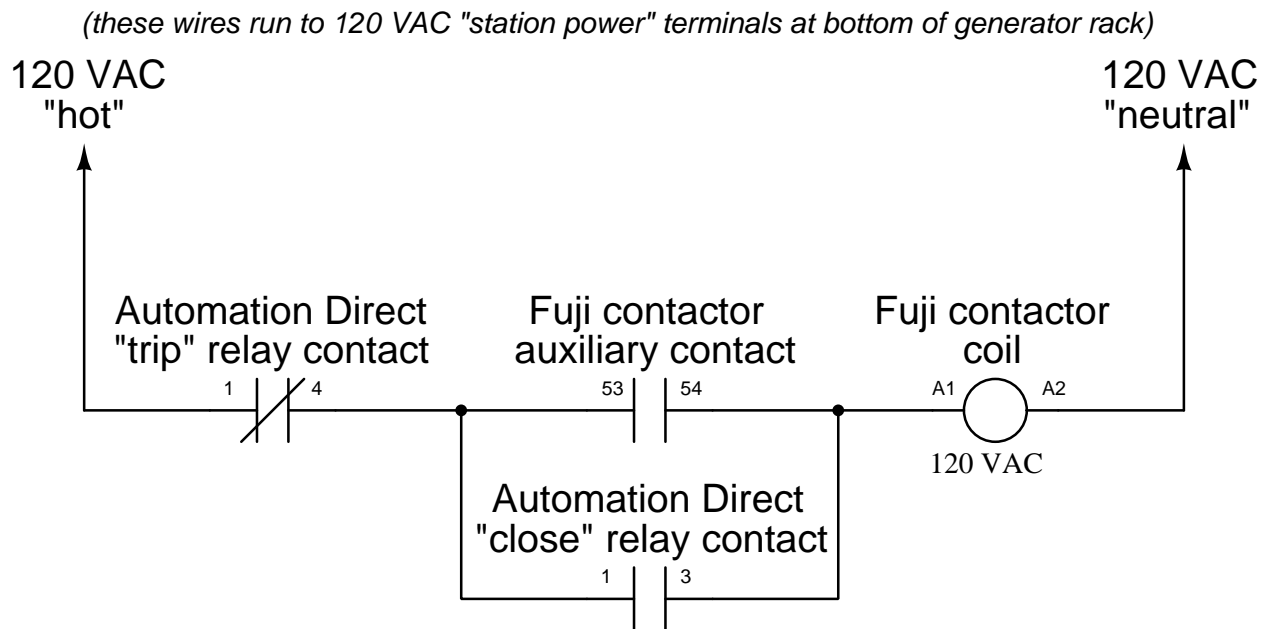 (these wires run to 120 VAC "station power" terminals at bottom of generator rack)
120 VAC
"hot"
120 VAC
"neutral"
Automation Direct
"trip" relay contact
Fuji contactor
auxiliary contact
Fuji contactor
coil
1
4
53
54
A1
A2
120 VAC
Automation Direct
"close" relay contact
1
3